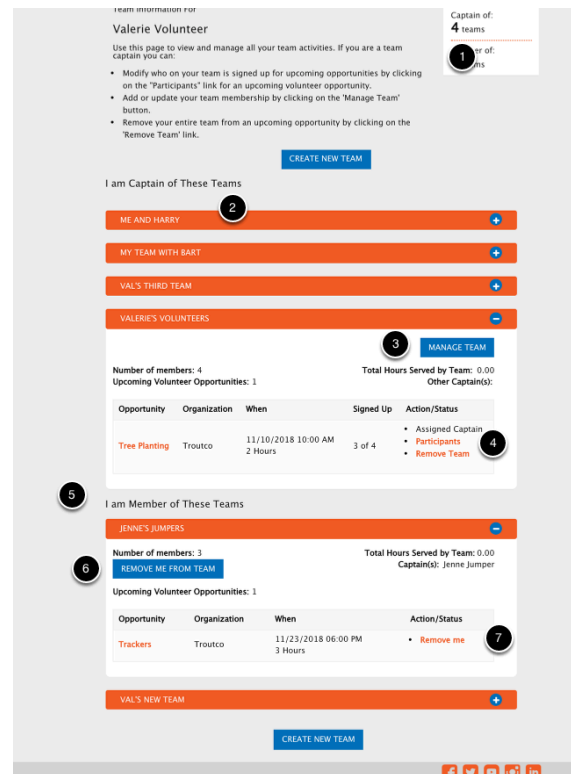 Team Information For
Valerie Volunteer
Use this page to view and manage all your team activities. If you are a team
captain you can:
• Modify who on your team is signed up for upcoming opportunities by clicking
on the "Participants" link for an upcoming volunteer opportunity.
• Add or update your team membership by clicking on the 'Manage Team'
button.
• Remove your entire team from an upcoming opportunity by clicking on the
'Remove Team' link.
Captain of:
4 teams
1
er of:
ms
CREATE NEW TEAM
I am Captain of These Teams
2
ME AND HARRY
MY TEAM WITH BART
VAL'S THIRD TEAM
VALERIE'S VOLUNTEERS
3
MANAGE TEAM
Number of members: 4
Total Hours Served by Team: 0.00
Upcoming Volunteer Opportunities: 1
Other Captain(s):
Opportunity Organization When Signed Up Action/Status
Tree Planting Troutco 11/10/2018 10:00 AM
2 Hours
3 of 4
• Assigned Captain
• Participants
• Remove Team
4
5
I am Member of These Teams
JENNE'S JUMPERS
Number of members: 3
Total Hours Served by Team: 0.00
6
REMOVE ME FROM TEAM
Captain(s): Jenne Jumper
Upcoming Volunteer Opportunities: 1
Opportunity Organization When Action/Status
Trackers Troutco 11/23/2018 06:00 PM
3 Hours
• Remove me
7
VAL'S NEW TEAM
CREATE NEW TEAM